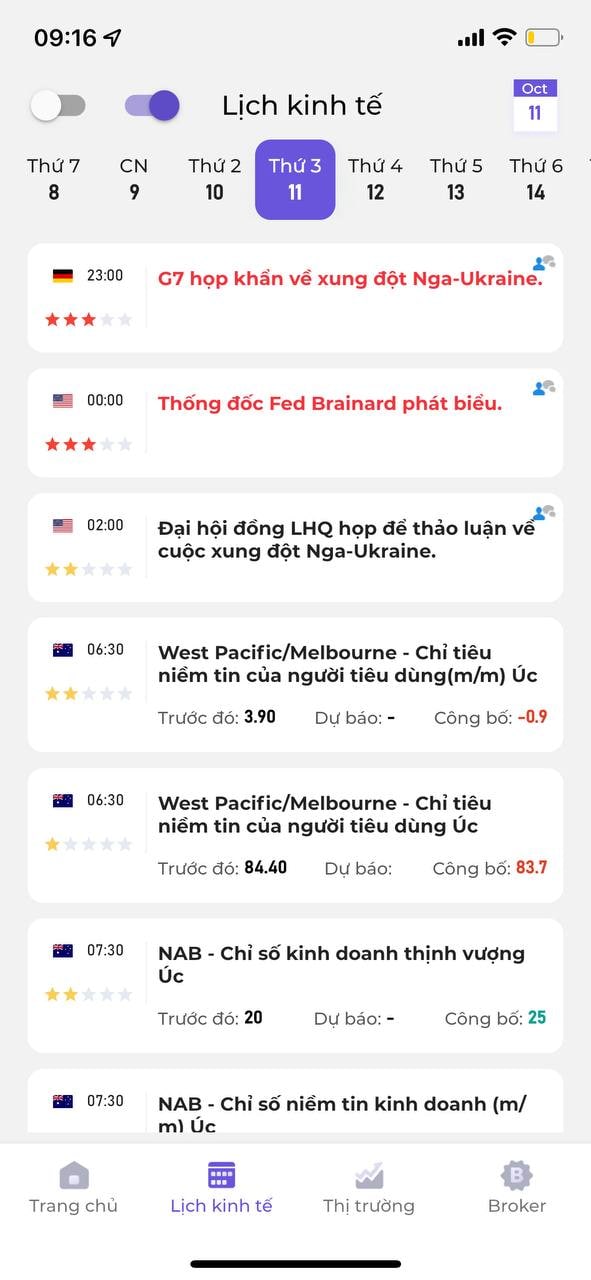 09:16
Lịch kinh tế
Oct
11
Thứ 7 CN Thứ 2 Thứ 3 Thứ 4 Thứ 5 Thứ 6
8 9 10 11 12 13 14
23:00
G7 họp khẩn về xung đột Nga-Ukraine.
00:00
Thống đốc Fed Brainard phát biểu.
02:00
Đại hội đồng LHQ họp để thảo luận về
cuộc xung đột Nga-Ukraine.
06:30
West Pacific/Melbourne - Chỉ tiêu
niềm tin của người tiêu dùng(m/m) Úc
Trước đó: 3.90 Dự báo: - Công bố: -0.9
06:30
West Pacific/Melbourne - Chỉ tiêu
niềm tin của người tiêu dùng Úc
Trước đó: 84.40 Dự báo: Công bố: 83.7
07:30
NAB - Chỉ số kinh doanh thịnh vượng
Úc
Trước đó: 20 Dự báo: - Công bố: 25
07:30
NAB - Chỉ số niềm tin kinh doanh (m/
m) Úc
Trang chủ Lịch kinh tế Thị trường Broker